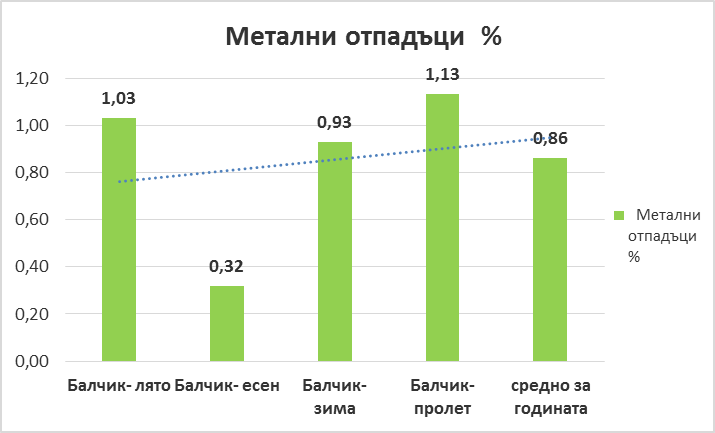 Метални отпадъци %
1,20
1,00
0,80
0,60
0,40
0,20
0,00
1,03
0,32
0,93
1,13
0,86
Балчик- лято
Балчик- есен
Балчик-
зима
Балчик-
пролет
средно за
годината
Метални
отпадъци
%